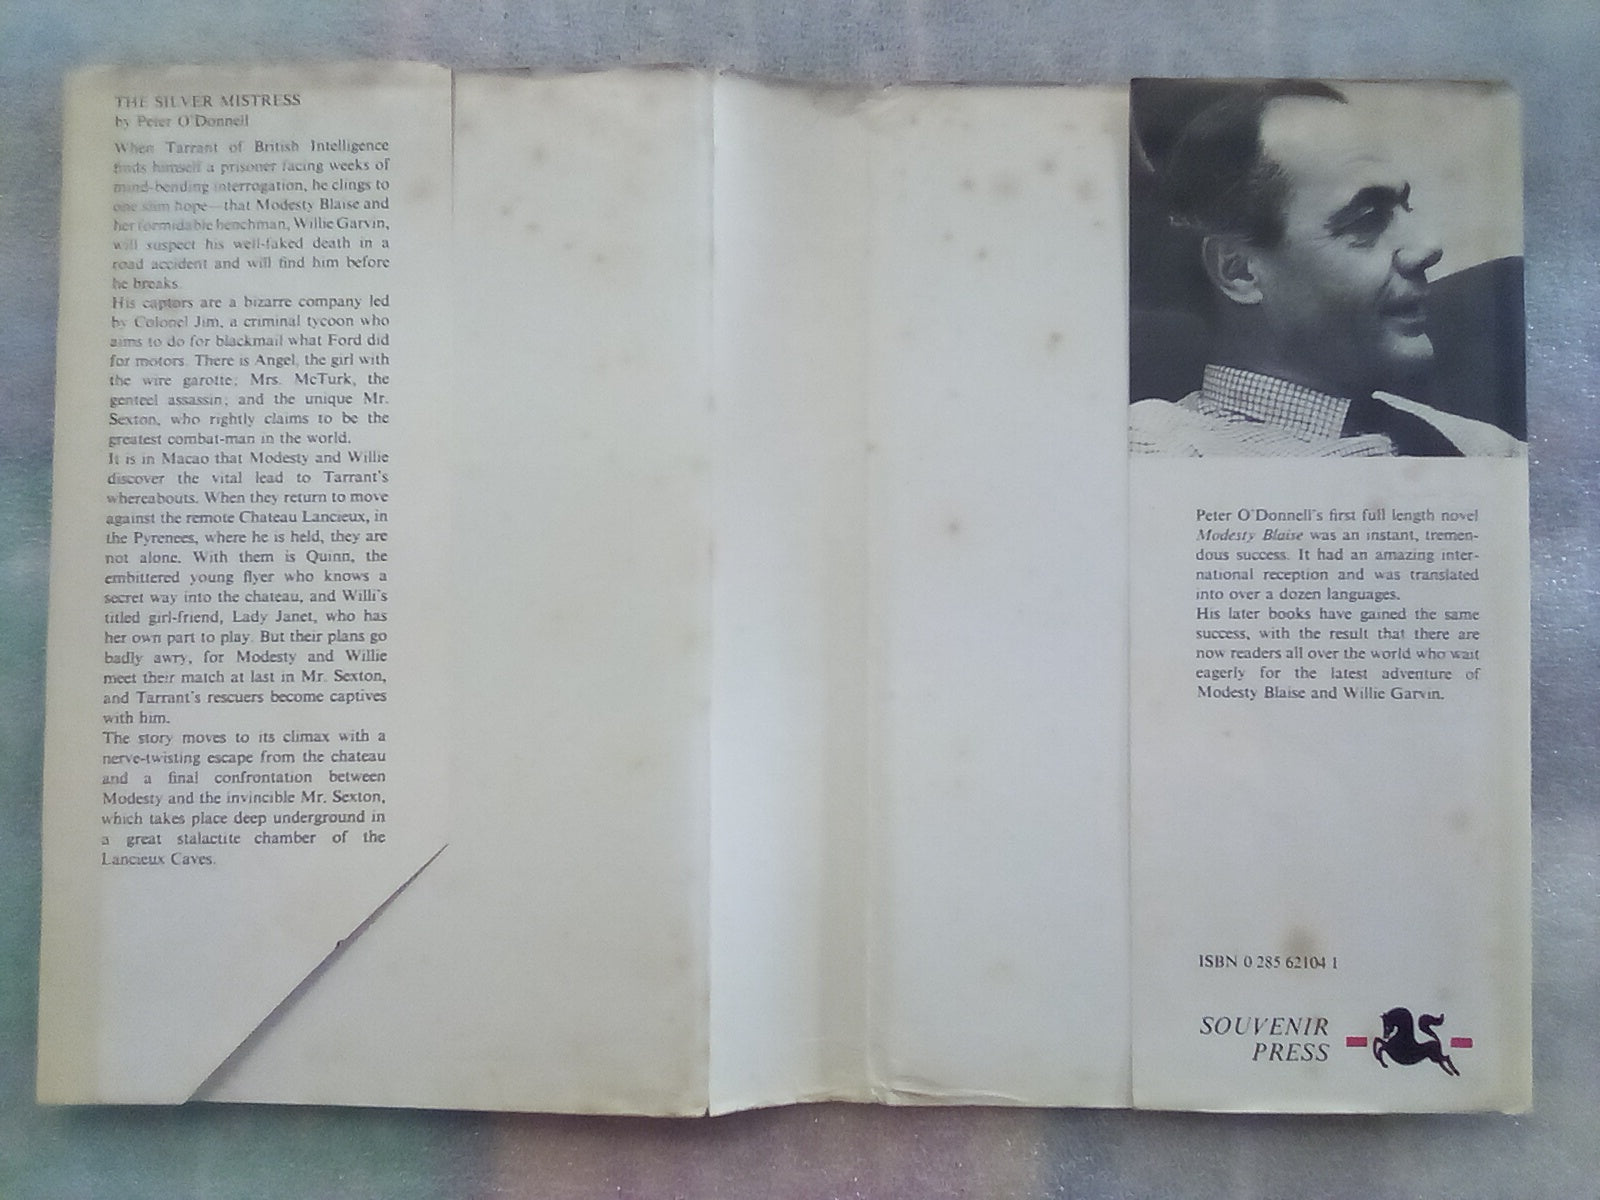 THE SILVER MISTRESS
by Peter O'Donnell
When Tarrant of British Intelligence
finds himself a prisoner facing weeks of
mind-bending interrogation, he clings to
one slim hope—that Modesty Blaise and
her formidable henchman, Willie Garvin,
will suspect his well-faked death in a
road accident and will find him before
he breaks.
His captors are a bizarre company led
by Colonel Jim, a criminal tycoon who
aims to do for blackmail what Ford did
for motors. There is Angel, the girl with
the wire garotte; Mrs. McTurk, the
genteel assassin; and the unique Mr.
Sexton, who rightly claims to be the
greatest combat-man in the world.
It is in Macao that Modesty and Willie
discover the vital lead to Tarrant's
whereabouts. When they return to move
against the remote Chateau Lancieux, in
the Pyrenees, where he is held, they are
not alone. With them is Quinn, the
embittered young flyer who knows a
secret way into the chateau, and Willi's
titled girl-friend, Lady Janet, who has
her own part to play. But their plans go
badly awry, for Modesty and Willie
meet their match at last in Mr. Sexton,
and Tarrant's rescuers become captives
with him.
The story moves to its climax with a
nerve-twisting escape from the chateau
and a final confrontation between
Modesty and the invincible Mr. Sexton,
which takes place deep underground in
a great stalactite chamber of the
Lancieux Caves.
Peter O'Donnell's first full length novel
Modesty Blaise was an instant, tremen-
dous success. It had an amazing inter-
national reception and was translated
into over a dozen languages.
His later books have gained the same
success, with the result that there are
now readers all over the world who wait
eagerly for the latest adventure of
Modesty Blaise and Willie Garvin.
ISBN 0 285 62104 1
SOUVENIR
PRESS